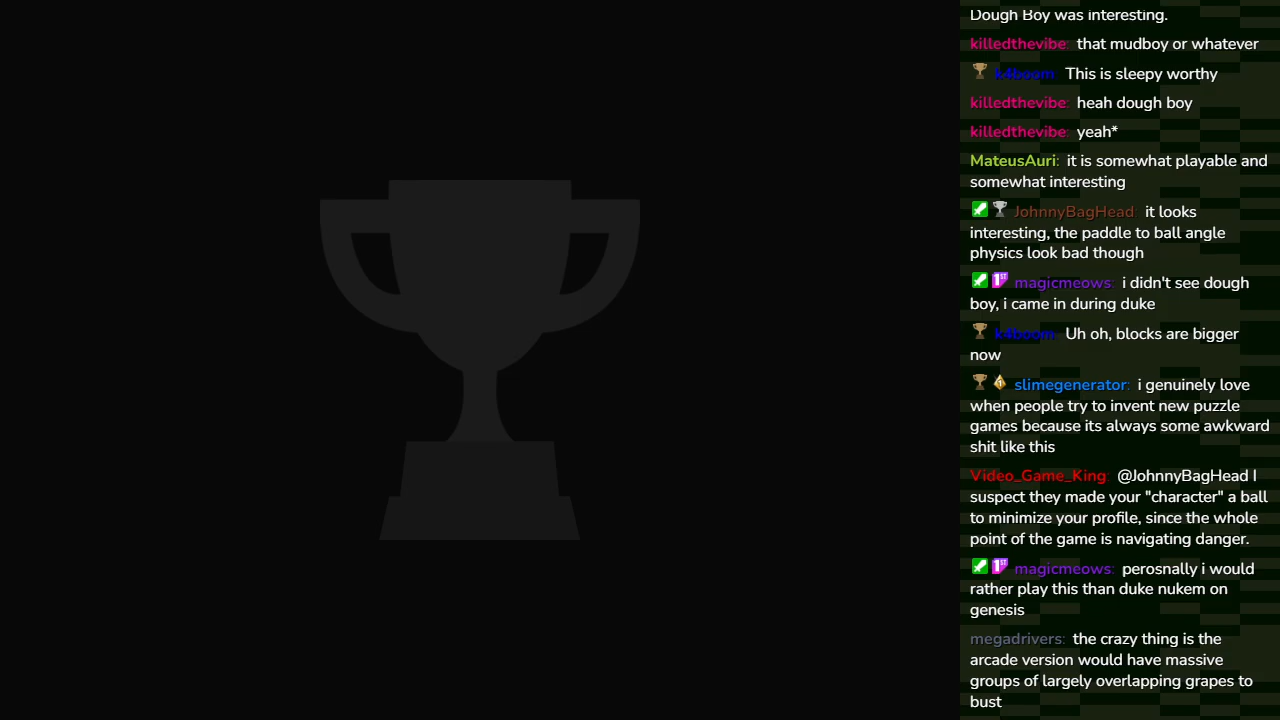 Dough Boy was interesting.
killedthevibe: that mudboy or whatever
k4boom: This is sleepy worthy
killedthevibe: heah dough boy
killedthevibe: yeah*
MateusAuri: it is somewhat playable and
somewhat interesting
JohnnyBagHead: it looks
interesting, the paddle to ball angle
physics look bad though
magicmeows: i didn't see dough
boy, i came in during duke
k4boom: Uh oh, blocks are bigger
now
slimegenerator: i genuinely love
when people try to invent new puzzle
games because its always some awkward
shit like this
Video_Game_King: @JohnnyBagHead I
suspect they made your "character" a ball
to minimize your profile, since the whole
point of the game is navigating danger.
magicmeows: perosnally i would
rather play this than duke nukem on
genesis
megadrivers: the crazy thing is the
arcade version would have massive
groups of largely overlapping grapes to
bust